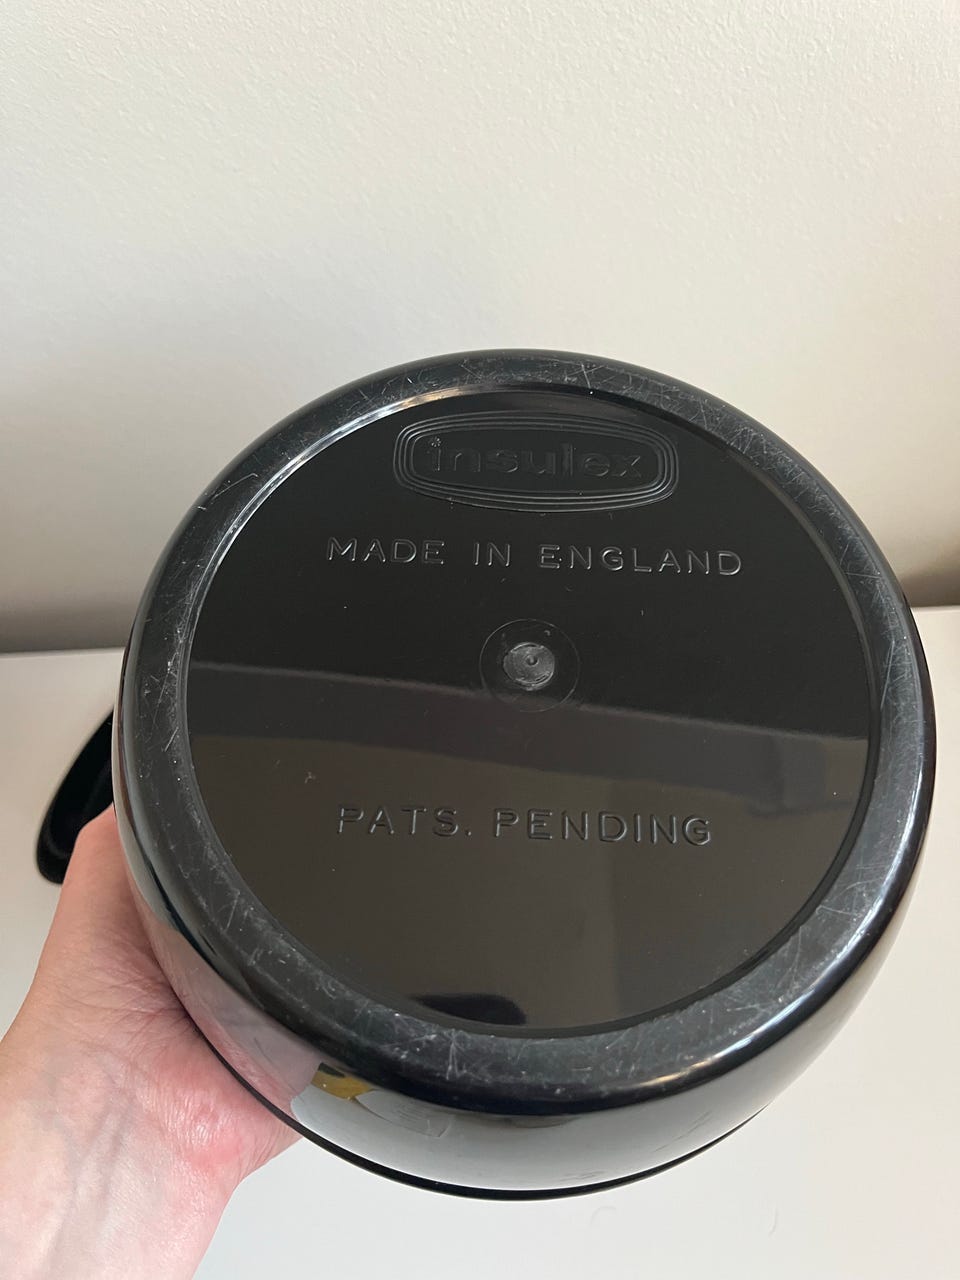 insulex
MADE IN ENGLAND
PATS. PENDING